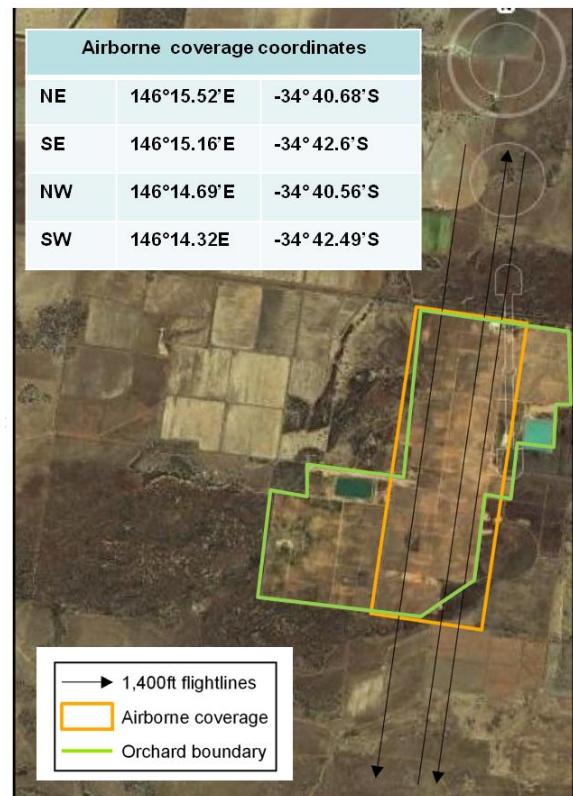 Airborne coverage coordinates
NE 146°15.52’E -34°40.68’S
SE 146°15.16’E -34°42.6’S
NW 146°14.69’E -34°40.56’S
SW 146°14.32E -34°42.49’S
1,400ft flightlines
Airborne coverage
Orchard boundary